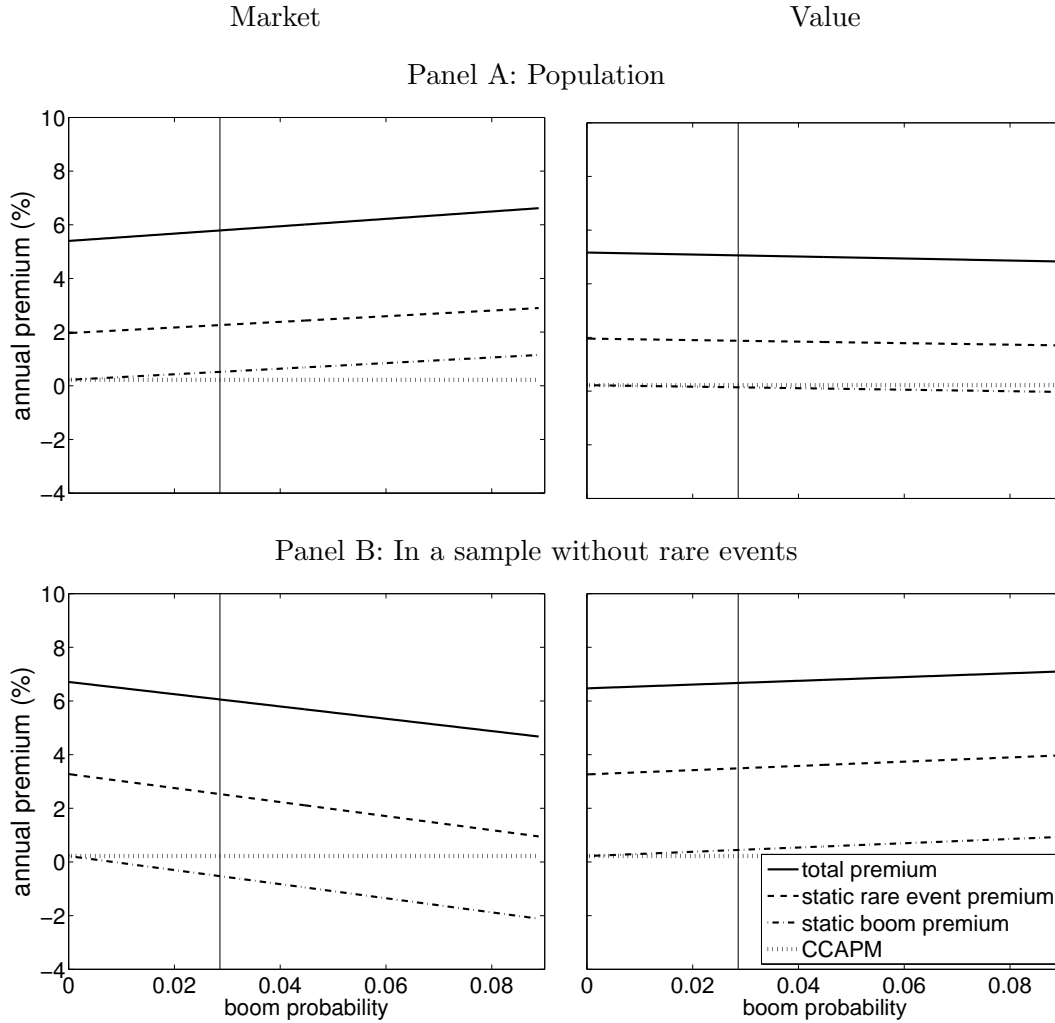 Market Value
Panel A: Population
annual premium (%)
10
8
6
4
2
0
−2
−4
Panel B: In a sample without rare events
annual premium (%)
10
8
6
4
2
0
−2
−4
0 0.02 0.04 0.06 0.08
boom probability
0 0.02 0.04 0.06 0.08
boom probability
total premium
static rare event premium
static boom premium
CCAPM